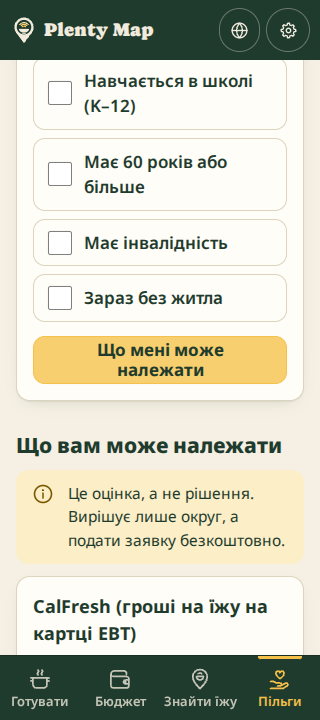 Plenty Map
Навчається в школі
(K–12)
Має 60 років або
більше
Має інвалідність
Зараз без житла
Що мені може
належати
Що вам може належати
Це оцінка, а не рішення.
Вирішує лише округ, а
подати заявку безкоштовно.
CalFresh (гроші на їжу на
картці EBT)
Готувати
Бюджет
Знайти їжу
Пільги